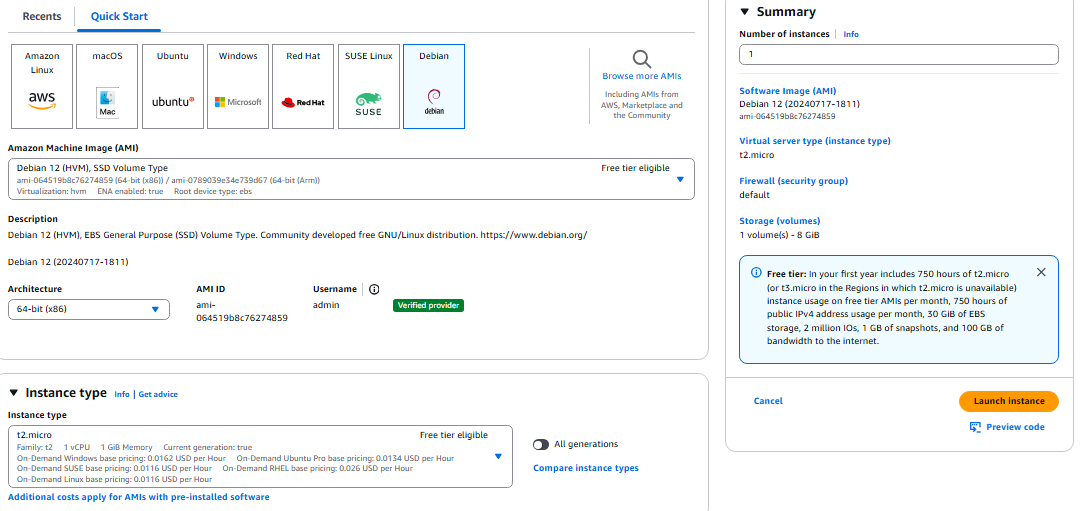 Recents
Quick Start
Amazon
Linux
aws
macOS
Mac
Ubuntu
ubuntu
Windows
Microsoft
Red Hat
Red Hat
SUSE Linux
SUSE
Debian
debian
Browse more AMIs
Including AMIs from
AWS, Marketplace and
the Community
Amazon Machine Image (AMI)
Debian 12 (HVM), SSD Volume Type
Free tier eligible
ami-064519b8c76274859 (64-bit (x86)) / ami-0789039e34e739d67 (64-bit (Arm))
Virtualization: hvm ENA enabled: true Root device type: ebs
Description
Debian 12 (HVM), EBS General Purpose (SSD) Volume Type. Community developed free GNU/Linux distribution. https://www.debian.org/
Debian 12 (20240717-1811)
Architecture
64-bit (x86)
AMI ID
ami-
064519b8c76274859
Username
admin
Verified provider
Instance type Info | Get advice
Instance type
t2.micro
Free tier eligible
Family: t2 1 vCPU 1 GiB Memory Current generation: true
On-Demand Windows base pricing: 0.0162 USD per Hour On-Demand Ubuntu Pro base pricing: 0.0134 USD per Hour
On-Demand SUSE base pricing: 0.0116 USD per Hour On-Demand RHEL base pricing: 0.026 USD per Hour
On-Demand Linux base pricing: 0.0116 USD per Hour
All generations
Compare instance types
Additional costs apply for AMIs with pre-installed software
Summary
Number of instances Info
1
Software Image (AMI)
Debian 12 (20240717-1811)
ami-064519b8c76274859
Virtual server type (instance type)
t2.micro
Firewall (security group)
default
Storage (volumes)
1 volume(s) - 8 GiB
Free tier: In your first year includes 750 hours of t2.micro
(or t3.micro in the Regions in which t2.micro is unavailable)
instance usage on free tier AMIs per month, 750 hours of
public IPv4 address usage per month, 30 GiB of EBS
storage, 2 million IOs, 1 GB of snapshots, and 100 GB of
bandwidth to the internet.
Cancel
Launch instance
Preview code